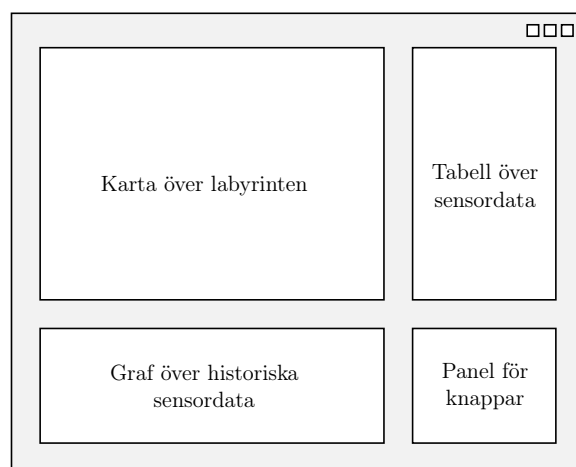 Karta över labyrinten
Tabell över
sensordata
Graf över historiska
sensordata
Panel för
knappar